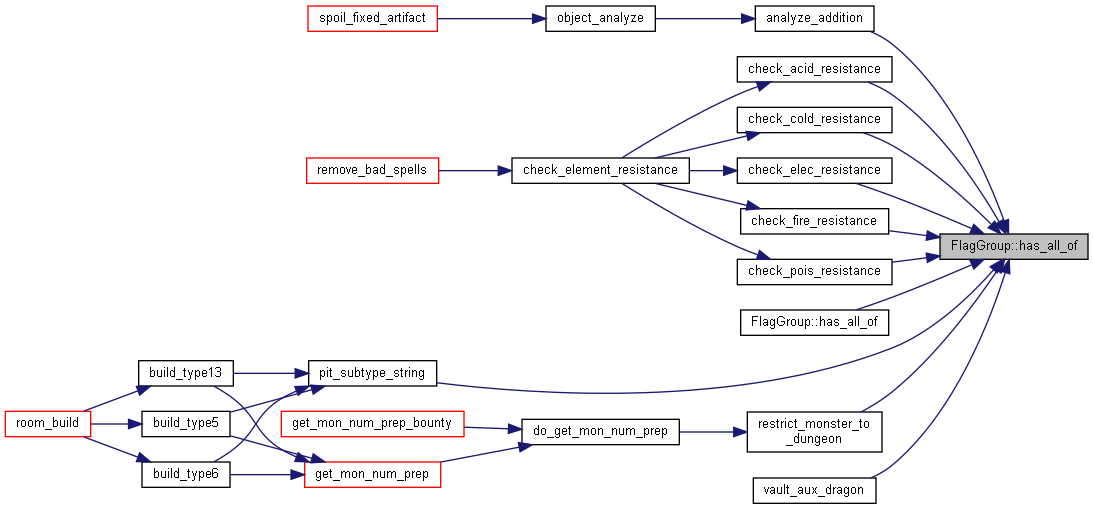 spoil_fixed_artifact
object_analyze
analyze_addition
check_acid_resistance
check_cold_resistance
remove_bad_spells
check_element_resistance
check_elec_resistance
check_fire_resistance
FlagGroup::has_all_of
check_pois_resistance
FlagGroup::has_all_of
build_type13
pit_subtype_string
room_build
build_type5
get_mon_num_prep_bounty
do_get_mon_num_prep
restrict_monster_to
_dungeon
build_type6
get_mon_num_prep
vault_aux_dragon